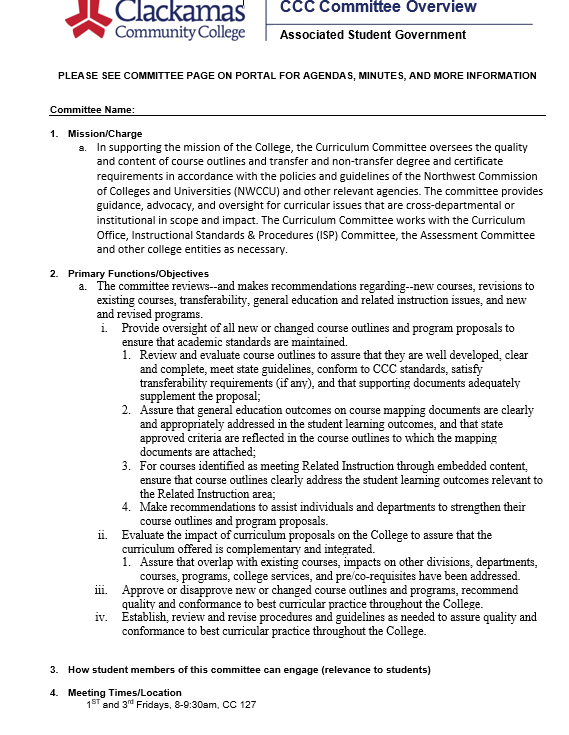 Clackamas
Community College
CCC Committee Overview
Associated Student Government
PLEASE SEE COMMITTEE PAGE ON PORTAL FOR AGENDAS, MINUTES, AND MORE INFORMATION
Committee Name:
1. Mission/Charge
a. In supporting the mission of the College, the Curriculum Committee oversees the quality
and content of course outlines and transfer and non-transfer degree and certificate
requirements in accordance with the policies and guidelines of the Northwest Commission
of Colleges and Universities (NWCCU) and other relevant agencies. The committee provides
guidance, advocacy, and oversight for curricular issues that are cross-departmental or
institutional in scope and impact. The Curriculum Committee works with the Curriculum
Office, Instructional Standards & Procedures (ISP) Committee, the Assessment Committee
and other college entities as necessary.
2. Primary Functions/Objectives
a. The committee reviews--and makes recommendations regarding--new courses, revisions to
existing courses, transferability, general education and related instruction issues, and new
and revised programs.
i. Provide oversight of all new or changed course outlines and program proposals to
ensure that academic standards are maintained.
1. Review and evaluate course outlines to assure that they are well developed, clear
and complete, meet state guidelines, conform to CCC standards, satisfy
transferability requirements (if any), and that supporting documents adequately
supplement the proposal;
2. Assure that general education outcomes on course mapping documents are clearly
and appropriately addressed in the student learning outcomes, and that state
approved criteria are reflected in the course outlines to which the mapping
documents are attached;
3. For courses identified as meeting Related Instruction through embedded content,
ensure that course outlines clearly address the student learning outcomes relevant to
the Related Instruction area;
4. Make recommendations to assist individuals and departments to strengthen their
course outlines and program proposals.
ii. Evaluate the impact of curriculum proposals on the College to assure that the
curriculum offered is complementary and integrated.
1. Assure that overlap with existing courses, impacts on other divisions, departments,
courses, programs, college services, and pre/co-requisites have been addressed.
iii. Approve or disapprove new or changed course outlines and programs, recommend
quality and conformance to best curricular practice throughout the College.
iv. Establish, review and revise procedures and guidelines as needed to assure quality and
conformance to best curricular practice throughout the College.
3. How student members of this committee can engage (relevance to students)
4. Meeting Times/Location
1ST and 3rd Fridays, 8-9:30am, CC 127